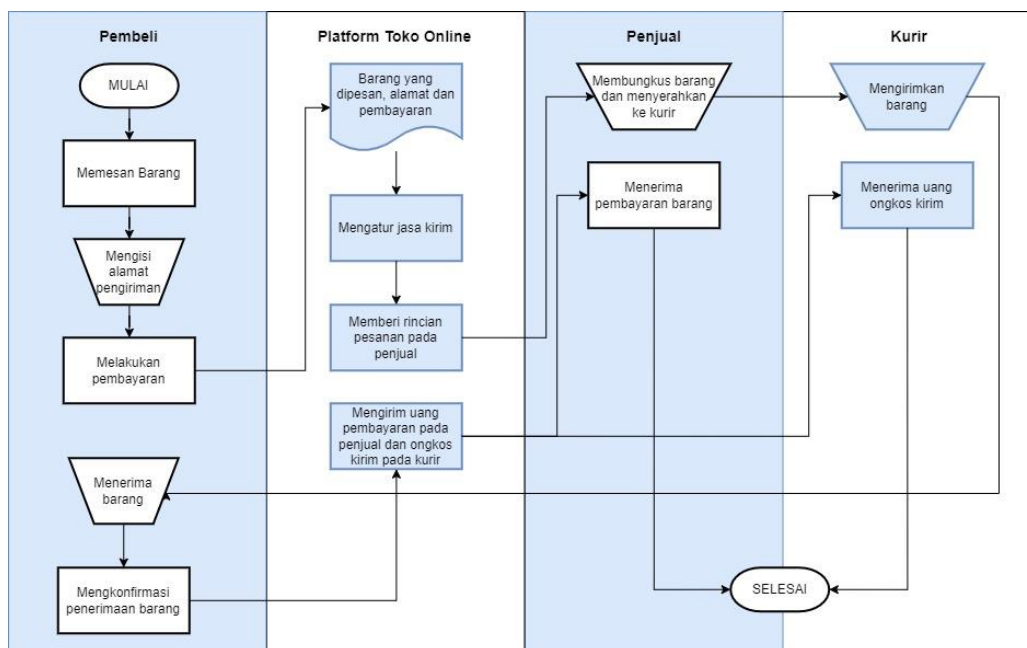 Pembeli
Platform Toko Online
Penjual
Kurir
MULAI
Memesan Barang
Mengisi
alamat
pengiriman
Melakukan
pembayaran
Menerima
barang
Mengkonfirmasi
penerimaan barang
Barang yang
dipesan, alamat dan
pembayaran
Mengatur jasa kirim
Memberi rincian
pesanan pada
penjual
Mengirim uang
pembayaran pada
penjual dan ongkos
kirim pada kurir
Membungkus barang
dan menyerahkan
ke kurir
Menerima
pembayaran barang
Mengirimkan
barang
Menerima uang
ongkos kirim
SELESAI